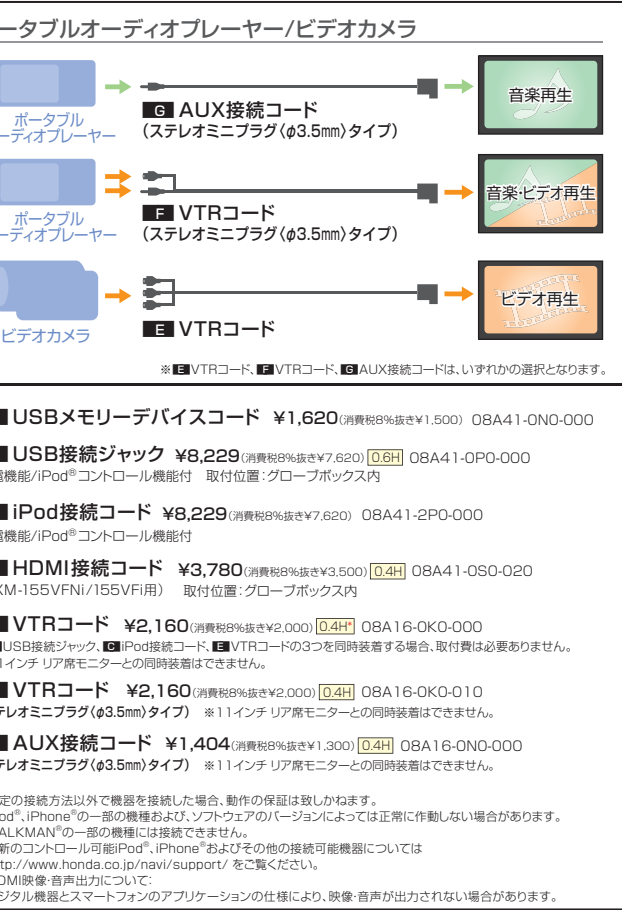 ータブルオーディオプレーヤー/ビデオカメラ
ポータブル
ーディオプレーヤー
G AUX接続コード
(ステレオミニプラグ〈φ3.5mm〉タイプ)
音楽再生
ポータブル
ーディオプレーヤー
F VTRコード
(ステレオミニプラグ〈φ3.5mm〉タイプ)
音楽・ビデオ再生
ビデオカメラ
E VTRコード
ビデオ再生
※E VTRコード、F VTRコード、G AUX接続コードは、いずれかの選択となります。
USBメモリーデバイスコード ¥1,620(消費税8%抜き¥1,500) 08A41-0N0-000
USB接続ジャック ¥8,229(消費税8%抜き¥7,620) 0.6H 08A41-0P0-000
電機能/iPod®コントロール機能付 取付位置:グローブボックス内
iPod接続コード ¥8,229(消費税8%抜き¥7,620) 08A41-2P0-000
電機能/iPod®コントロール機能付
HDMI接続コード ¥3,780(消費税8%抜き¥3,500) 0.4H 08A41-0S0-020
XM-155VFNi/155VFi用) 取付位置:グローブボックス内
VTRコード ¥2,160(消費税8%抜き¥2,000) 0.4H* 08A16-0K0-000
USB接続ジャック、C iPod接続コード、E VTRコードの3つを同時装着する場合、取付費は必要ありません。
1インチ リア席モニターとの同時装着はできません。
VTRコード ¥2,160(消費税8%抜き¥2,000) 0.4H 08A16-0K0-010
テレオミニプラグ〈φ3.5mm〉タイプ) ※11インチ リア席モニターとの同時装着はできません。
AUX接続コード ¥1,404(消費税8%抜き¥1,300) 0.4H 08A16-0N0-000
テレオミニプラグ〈φ3.5mm〉タイプ) ※11インチ リア席モニターとの同時装着はできません。
定の接続方法以外で機器を接続した場合、動作の保証は致しかねます。
od®、iPhone®の一部の機種および、ソフトウェアのバージョンによっては正常に作動しない場合があります。
ALKMAN®の一部の機種には接続できません。
新のコントロール可能iPod®、iPhone®およびその他の接続可能機器については
tp://www.honda.co.jp/navi/support/ をご覧ください。
DMI映像・音声出力について:
ジタル機器とスマートフォンのアプリケーションの仕様により、映像・音声が出力されない場合があります。